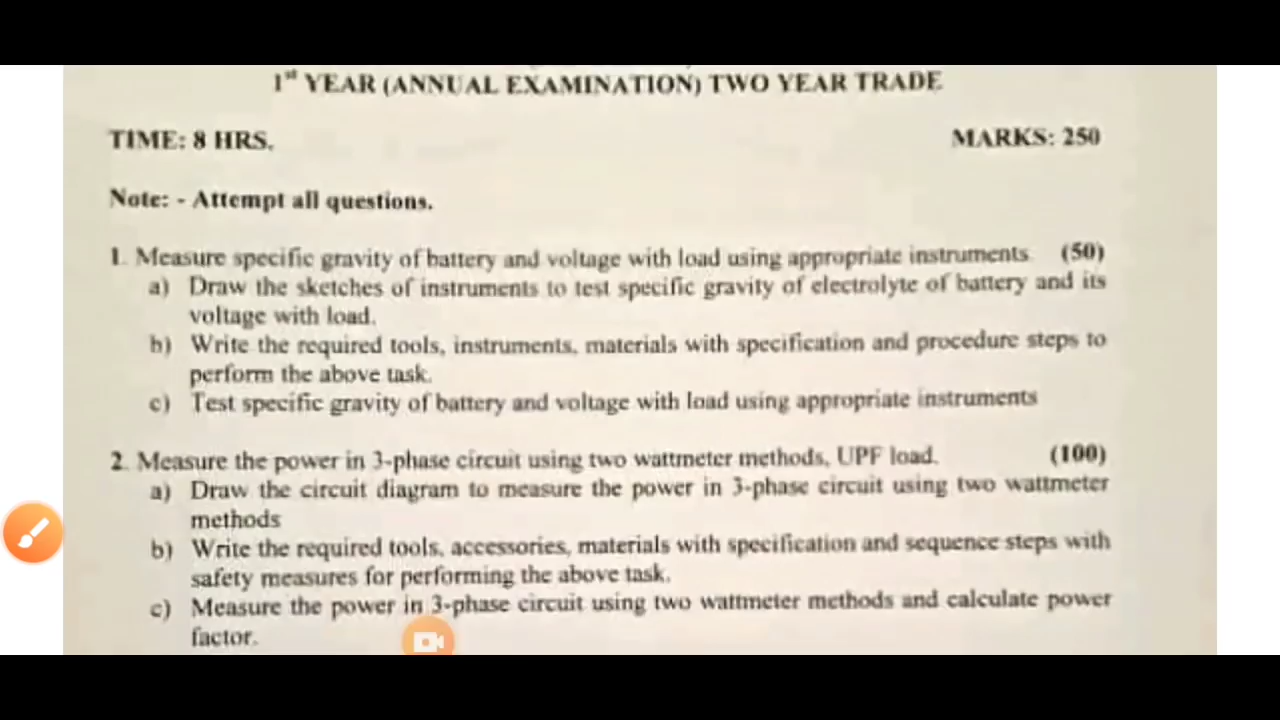 1st YEAR (ANNUAL EXAMINATION) TWO YEAR TRADE
TIME: 8 HRS. MARKS: 250
Note: - Attempt all questions.
1. Measure specific gravity of battery and voltage with load using appropriate instruments (50)
a) Draw the sketches of instruments to test specific gravity of electrolyte of battery and its
voltage with load.
b) Write the required tools, instruments, materials with specification and procedure steps to
perform the above task.
c) Test specific gravity of battery and voltage with load using appropriate instruments
2. Measure the power in 3-phase circuit using two wattmeter methods, UPF load. (100)
a) Draw the circuit diagram to measure the power in 3-phase circuit using two wattmeter
methods
b) Write the required tools, accessories, materials with specification and sequence steps with
safety measures for performing the above task.
c) Measure the power in 3-phase circuit using two wattmeter methods and calculate power
factor.